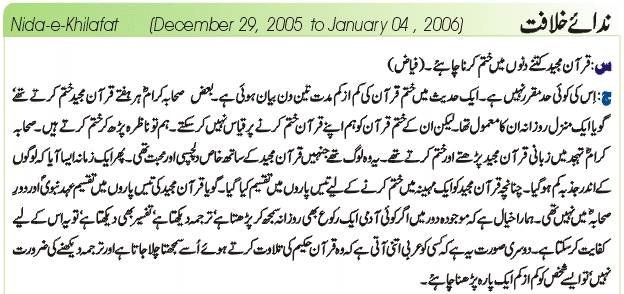 Nida-e-Khilafat (December 29, 2005 to January 04 , 2006) ندائے خلافت
س: قرآن مجید کتنے دنوں میں ختم کرنا چاہئے۔ (فیاض)
ج: اس کی کوئی حد مقرر نہیں ہے۔ ایک حدیث میں ختم قرآن کی کم از کم مدت تین دن بیان ہوئی ہے۔ بعض صحابہ کرامؓ ہر ہفتے قرآن مجید ختم کرتے تھے
گویا ایک منزل روزانہ ان کا معمول تھا۔ لیکن ان کے ختم قرآن کو ہم اپنے قرآن ختم کرنے پر قیاس نہیں کر سکتے۔ ہم تو ناظرہ پڑھ کر ختم کرتے ہیں۔ صحابہ
کرامؓ تہجد میں زبانی قرآن مجید پڑھتے اور ختم کرتے تھے۔ یہ وہ لوگ تھے جنہیں قرآن مجید کے ساتھ خاص دلچسپی اور محبت تھی۔ پھر ایک زمانہ ایسا آیا کہ لوگوں
کے اندر جذبہ کم ہو گیا۔ چنانچہ قرآن مجید کو ایک مہینہ میں ختم کرنے کے لیے تیس پاروں میں تقسیم کیا گیا۔ گویا قرآن مجید کی تیس پاروں میں تقسیم عہد نبویؐ اور دور
صحابہؓ میں نہیں تھی۔ ہمارا خیال ہے کہ موجودہ دور میں اگر کوئی آدمی ایک رکوع بھی روزانہ سمجھ کر پڑھتا ہے، ترجمہ دیکھتا ہے، تفسیر بھی دیکھتا ہے تو یہ اس کے لیے
کفایت کر سکتا ہے۔ دوسری صورت یہ ہے کہ کسی کو عربی اتنی آتی ہے کہ وہ قرآن حکیم کی تلاوت کرتے ہوئے اُسے سمجھتا چلا جاتا ہے اور ترجمہ دیکھنے کی ضرورت
نہیں، تو ایسے شخص کو کم از کم ایک پارہ پڑھنا چاہئے۔